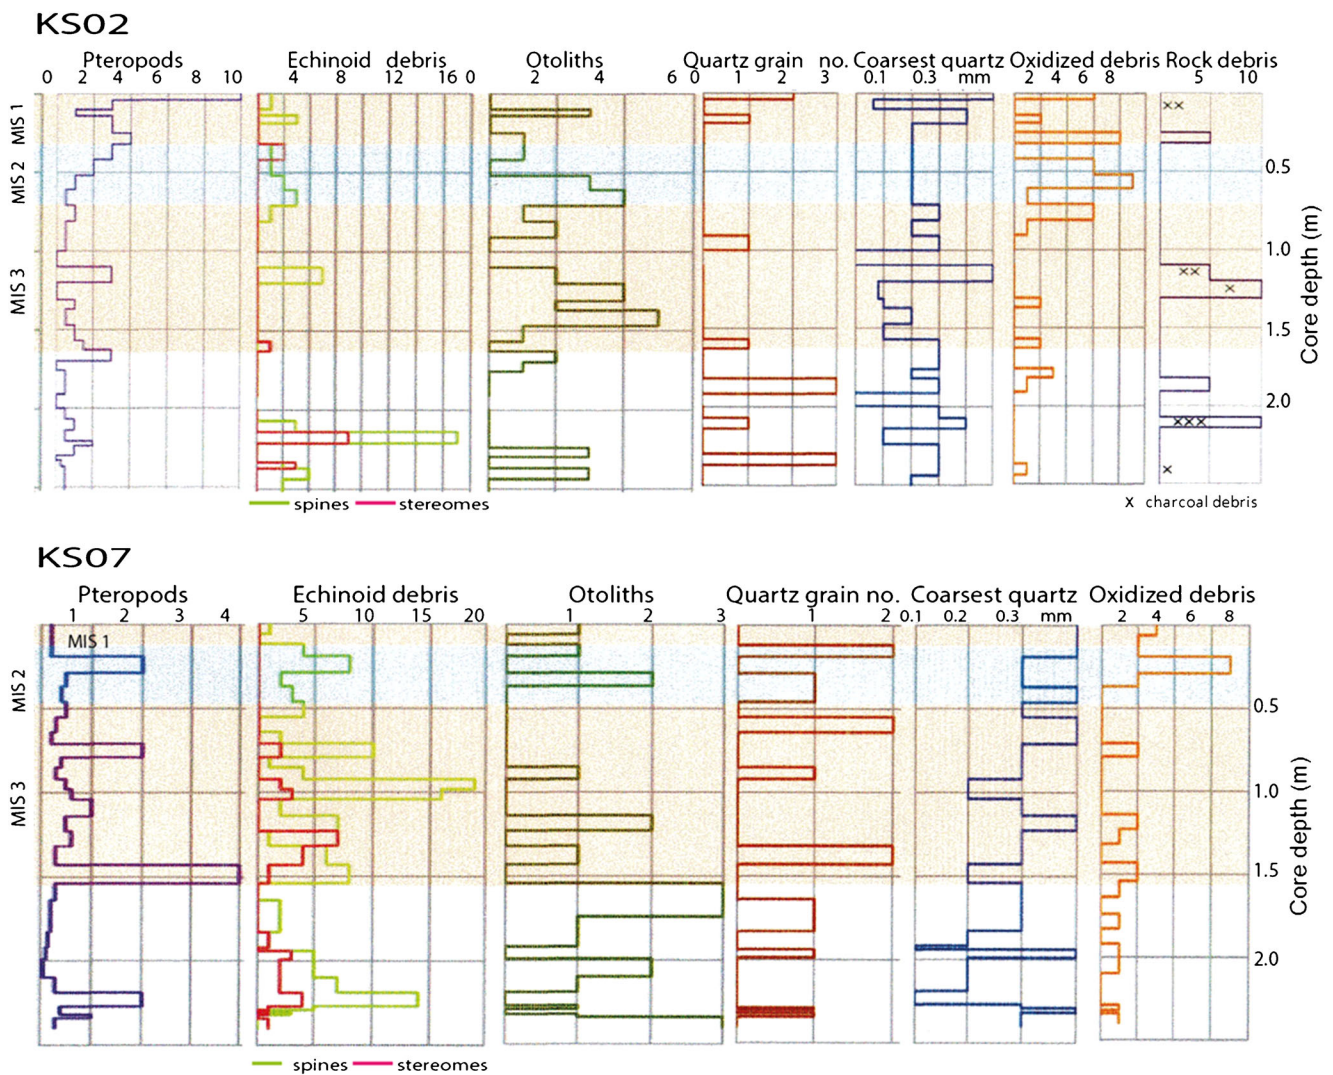 KS02
Pteropods Echinoid debris Otoliths Quartz grain no. Coarsest quartz Oxidized debris Rock debris
0 2 4 6 8 10 4 8 12 16 0 2 4 6 0 1 2 3 0.1 0.3 mm 2 4 6 8 5 10
MIS 1
MIS 2
MIS 3
0.5
1.0
1.5
2.0
Core depth (m)
x x
x x
x
x x x
x
spines stereomes
x charcoal debris
KS07
Pteropods Echinoid debris Otoliths Quartz grain no. Coarsest quartz Oxidized debris
1 2 3 4 5 10 15 20 1 2 3 1 2 0.1 0.2 0.3 mm 2 4 6 8
MIS 1
MIS 2
MIS 3
0.5
1.0
1.5
2.0
Core depth (m)
spines stereomes